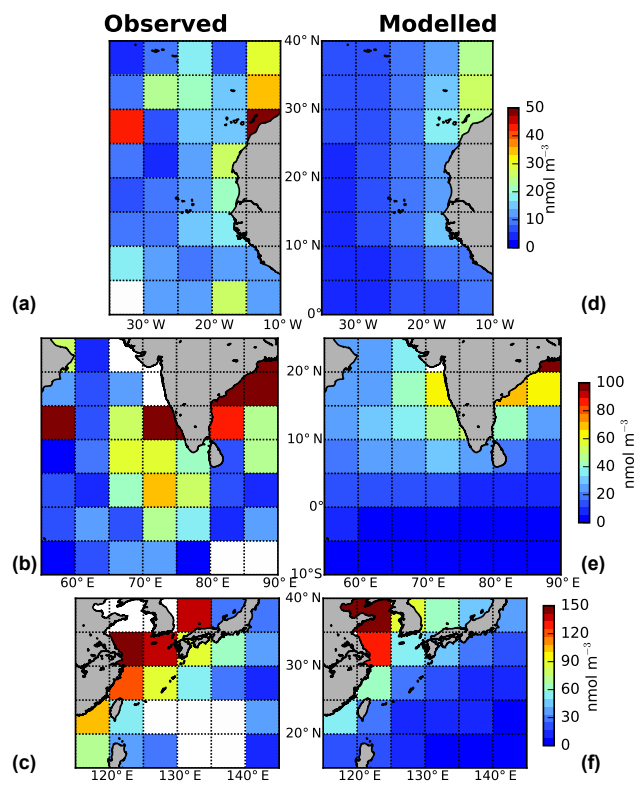 Observed Modelled
40° N
30° N
20° N
10° N
0°
30° W 20° W 10° W 30° W 20° W 10° W
50
40
30
20
10
0
nmol m⁻³
(a) (d)
20° N
10° N
0°
10° S
60° E 70° E 80° E 90° E 60° E 70° E 80° E 90° E
100
80
60
40
20
0
nmol m⁻³
(b) (e)
40° N
30° N
20° N
120° E 130° E 140° E 120° E 130° E 140° E
150
120
90
60
30
0
nmol m⁻³
(c) (f)